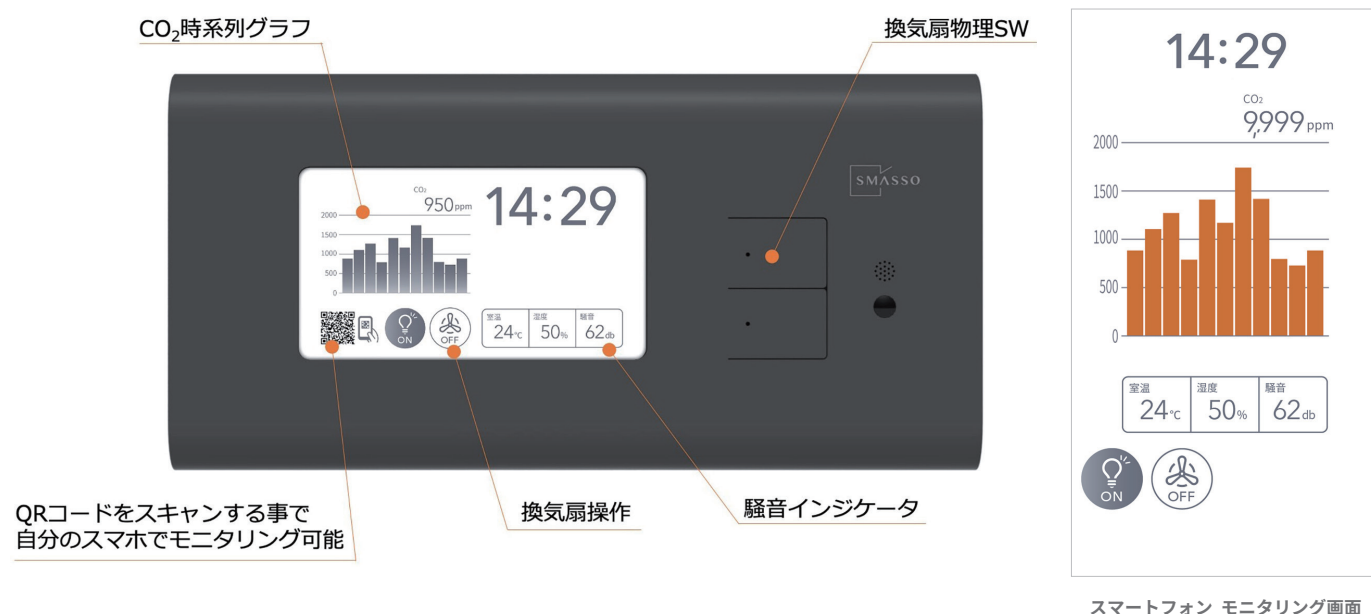 CO₂時系列グラフ
換気扇物理SW
SMASSO
CO₂
950 ppm
14:29
2000
1500
1000
500
0
ON
OFF
室温
24℃
湿度
50%
騒音
62db
QRコードをスキャンする事で
自分のスマホでモニタリング可能
換気扇操作
騒音インジケータ
14:29
CO₂
9,999 ppm
2000
1500
1000
500
0
室温
24℃
湿度
50%
騒音
62db
ON
OFF
スマートフォン モニタリング画面